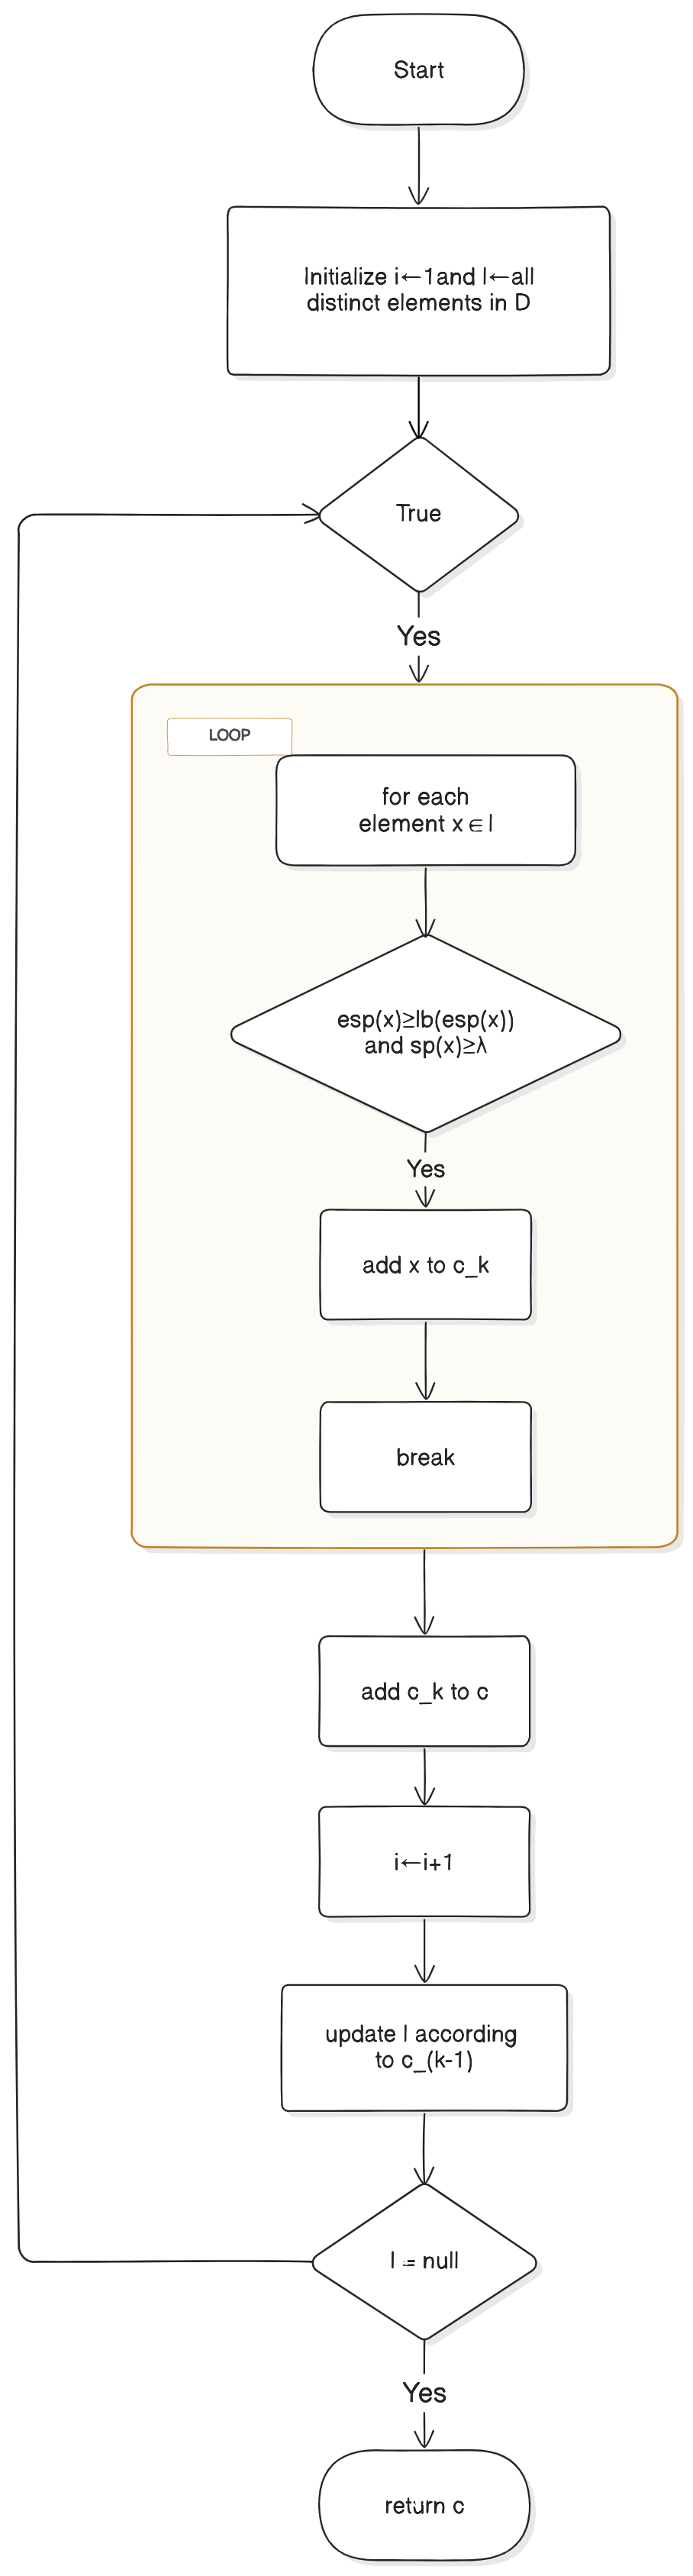 Start
Initialize i←1and I←all
distinct elements in D
True
Yes
LOOP
for each
element x ∈ I
esp(x)≥lb(esp(x))
and sp(x)≥λ
Yes
add x to c_k
break
add c_k to c
i←i+1
update I according
to c_(k-1)
I = null
Yes
return c